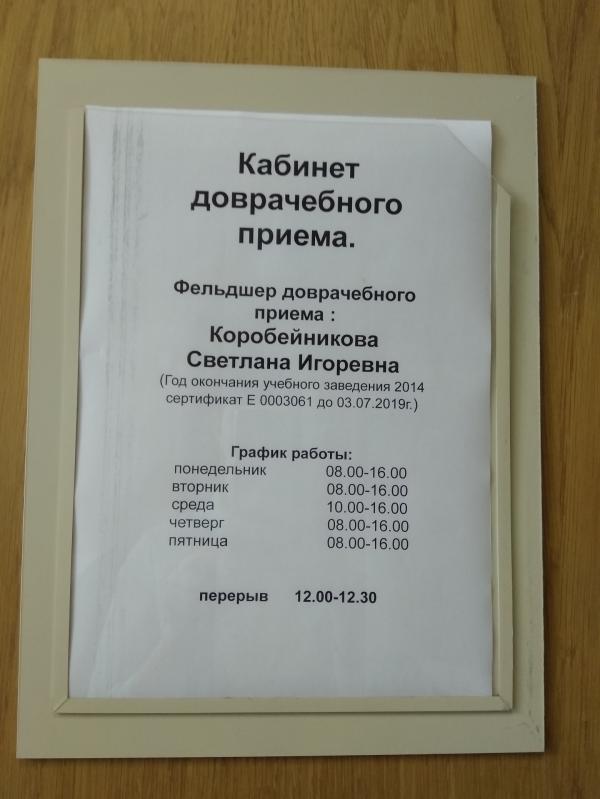 Кабинет
доврачебного
приема.
Фельдшер доврачебного
приема :
Коробейникова
Светлана Игоревна
(Год окончания учебного заведения 2014
сертификат Е 0003061 до 03.07.2019г.)
График работы:
понедельник 08.00-16.00
вторник 08.00-16.00
среда 10.00-16.00
четверг 08.00-16.00
пятница 08.00-16.00
перерыв 12.00-12.30